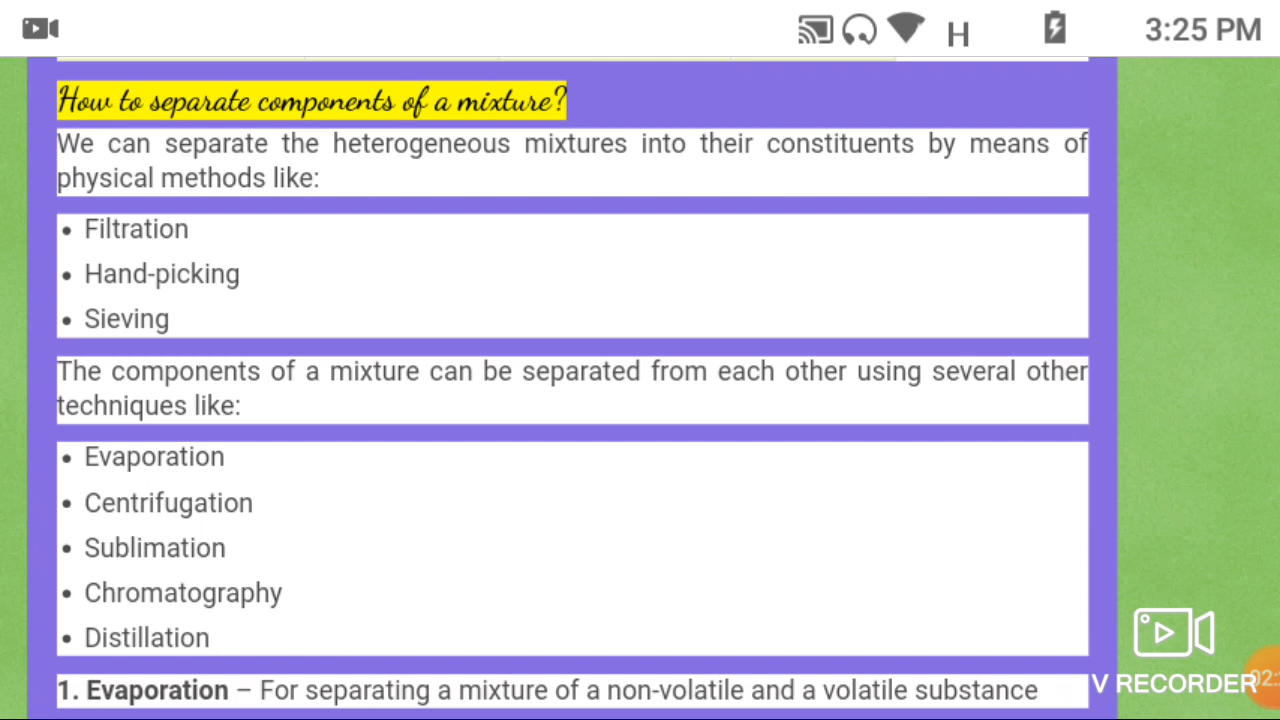 H 3:25 PM
How to separate components of a mixture?
We can separate the heterogeneous mixtures into their constituents by means of
physical methods like:
• Filtration
• Hand-picking
• Sieving
The components of a mixture can be separated from each other using several other
techniques like:
• Evaporation
• Centrifugation
• Sublimation
• Chromatography
• Distillation
1. Evaporation – For separating a mixture of a non-volatile and a volatile substance
V RECORDER